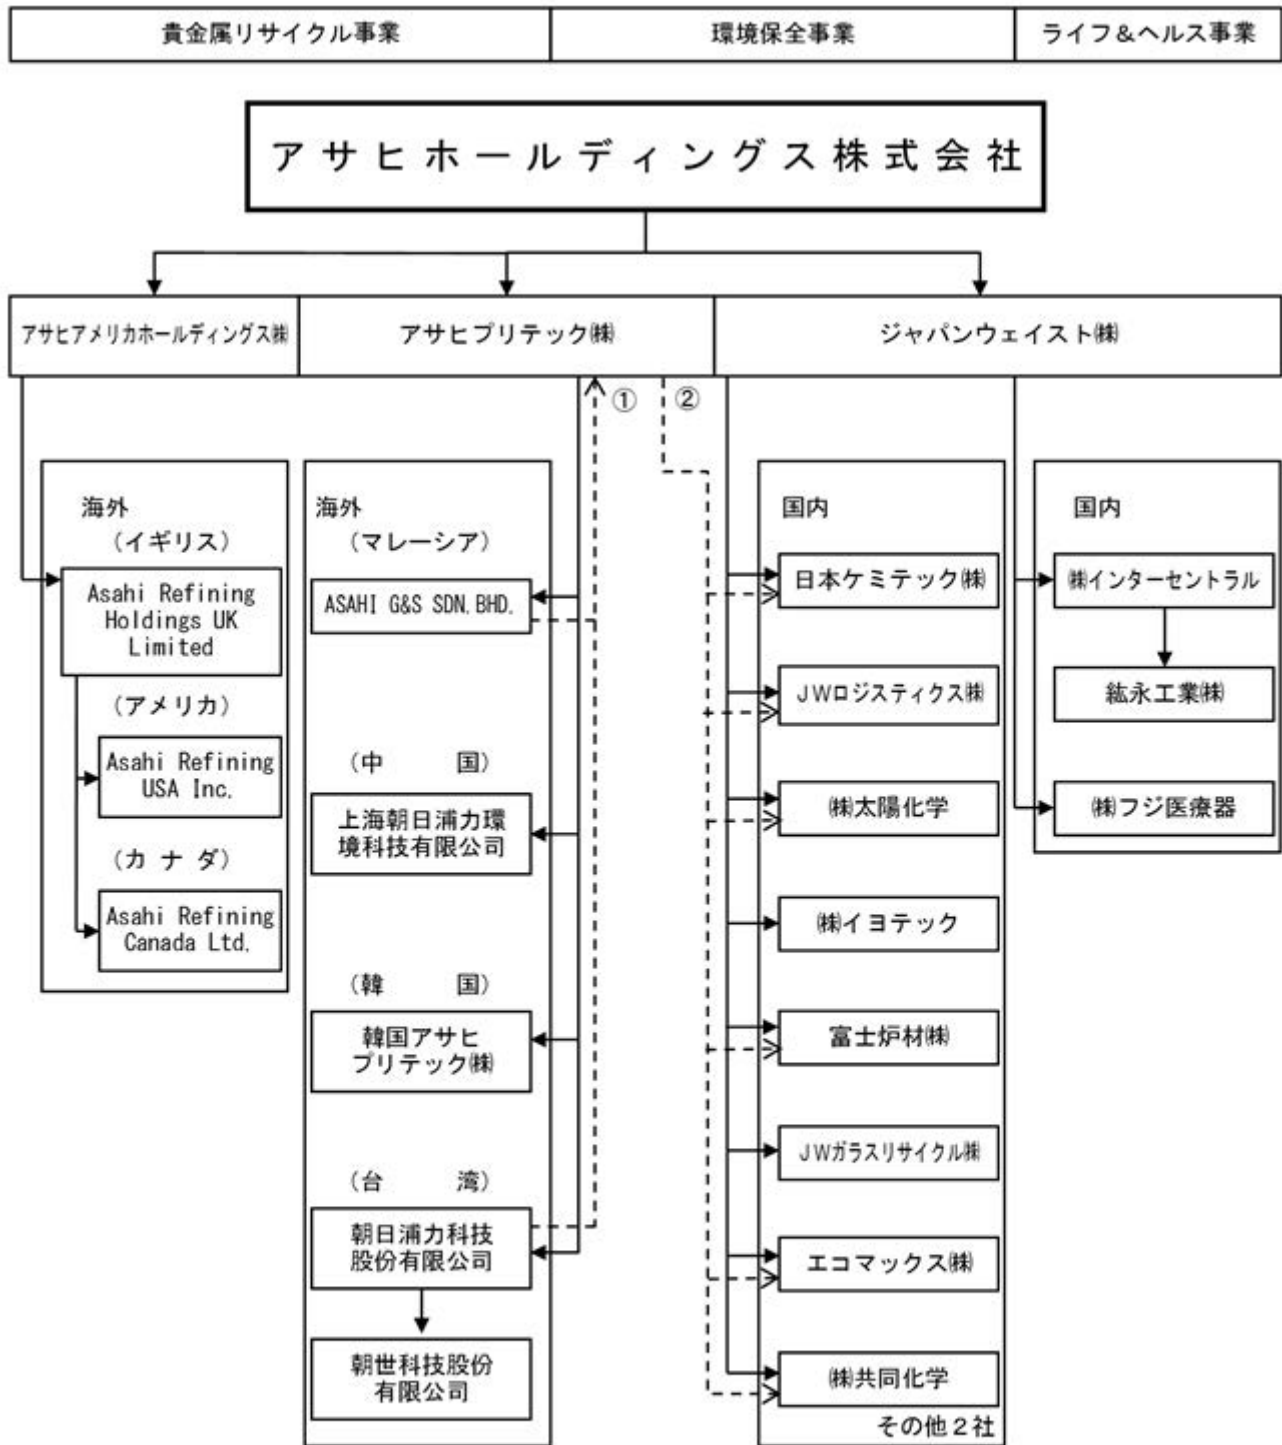 貴金属リサイクル事業
環境保全事業
ライフ＆ヘルス事業
アサヒホールディングス株式会社
アサヒアメリカホールディングス㈱
アサヒプリテック㈱
ジャパンウェイスト㈱
①
②
海外
（イギリス）
Asahi Refining
Holdings UK
Limited
（アメリカ）
Asahi Refining
USA Inc.
（カナダ）
Asahi Refining
Canada Ltd.
海外
（マレーシア）
ASAHI G&S SDN.BHD.
（中　　国）
上海朝日浦力環
境科技有限公司
（韓　　国）
韓国アサヒ
プリテック㈱
（台　　湾）
朝日浦力科技
股份有限公司
朝世科技股份
有限公司
国内
日本ケミテック㈱
ＪＷロジスティクス㈱
㈱太陽化学
㈱イヨテック
富士炉材㈱
ＪＷガラスリサイクル㈱
エコマックス㈱
㈱共同化学
その他２社
国内
㈱インターセントラル
紘永工業㈱
㈱フジ医療器